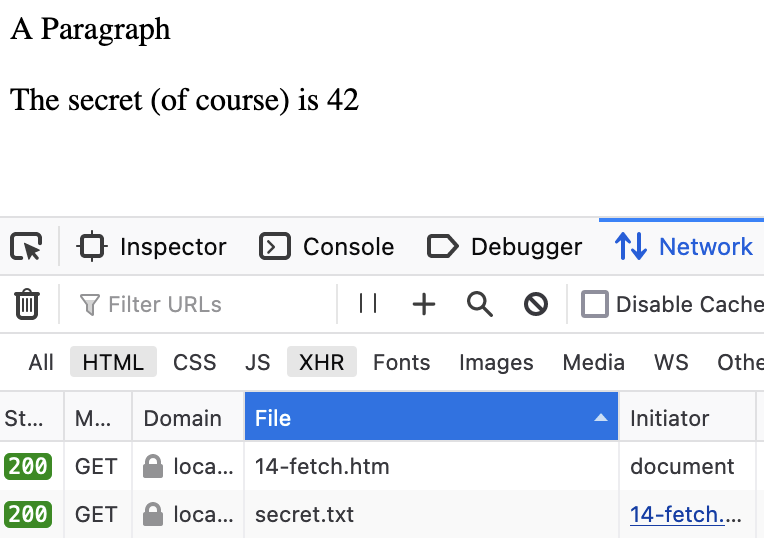 A Paragraph
The secret (of course) is 42
Inspector Console Debugger Network
Filter URLs Disable Cache
All HTML CSS JS XHR Fonts Images Media WS Othe
St... M... Domain File Initiator
200 GET loca... 14-fetch.htm document
200 GET loca... secret.txt 14-fetch....